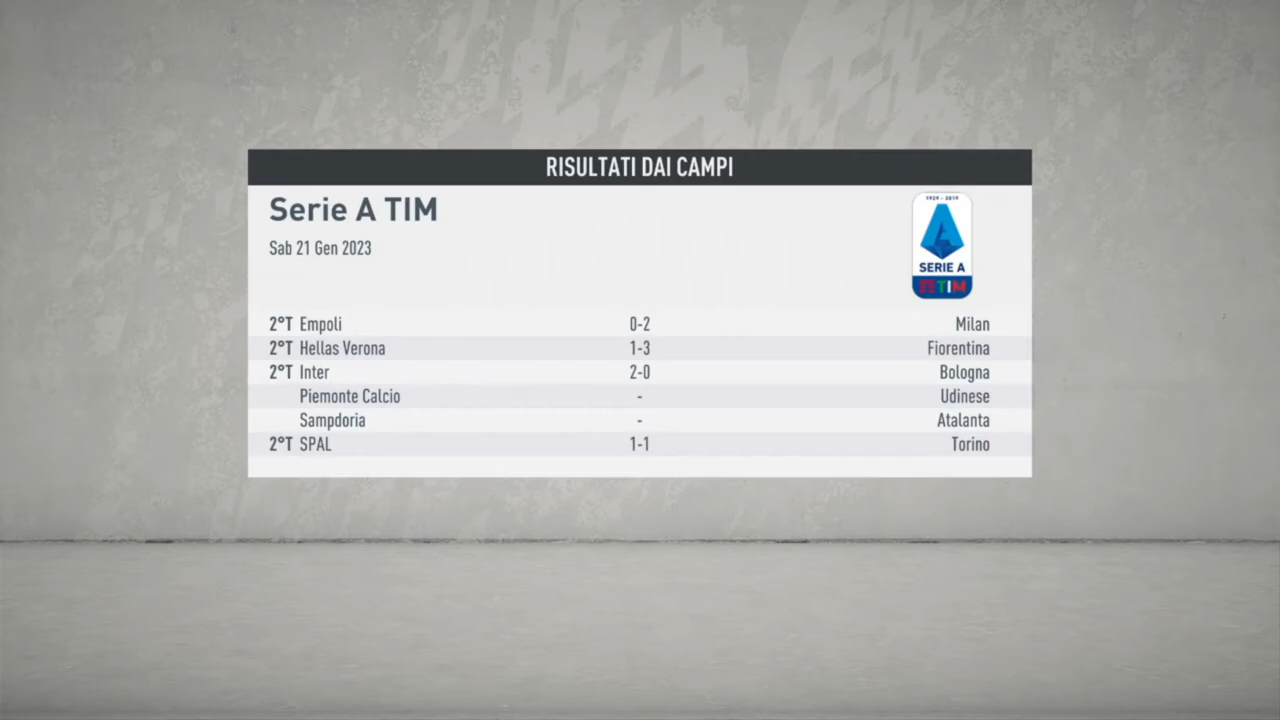 RISULTATI DAI CAMPI
Serie A TIM
Sab 21 Gen 2023
1929 - 2019
SERIE A
TIM
2°T Empoli 0-2 Milan
2°T Hellas Verona 1-3 Fiorentina
2°T Inter 2-0 Bologna
Piemonte Calcio - Udinese
Sampdoria - Atalanta
2°T SPAL 1-1 Torino